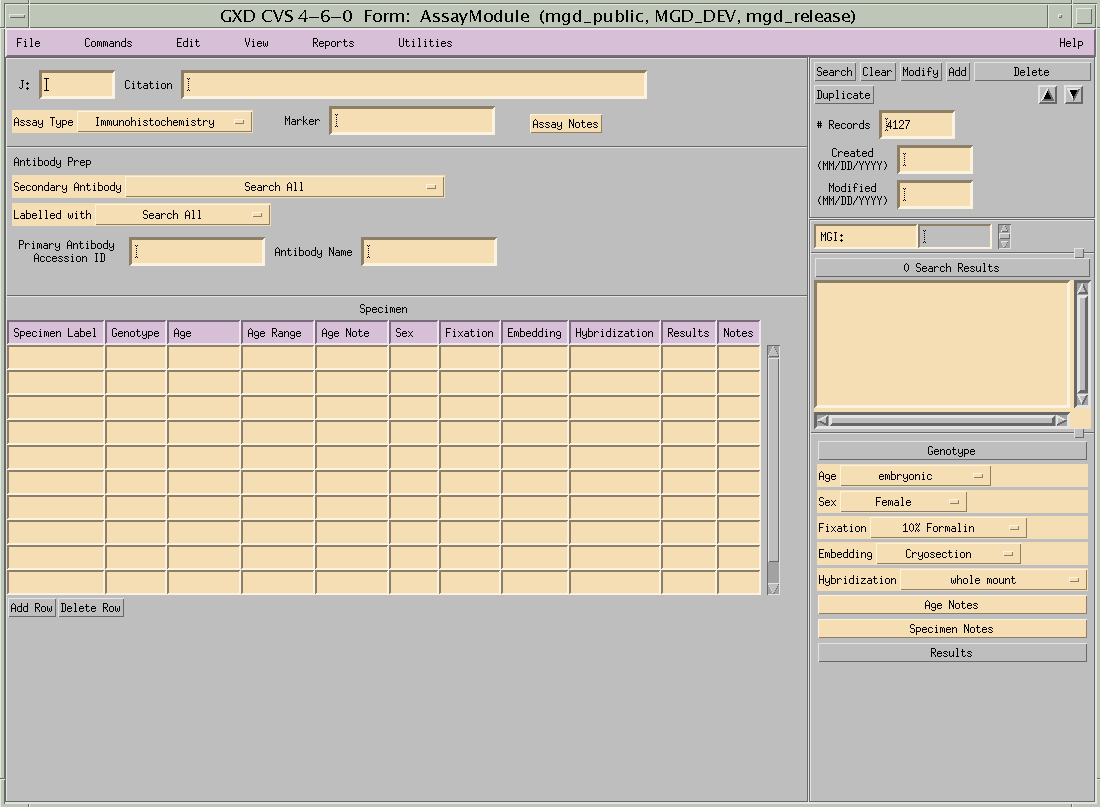 GXD CVS 4-6-0 Form: AssayModule (mgd_public, MGD_DEV, mgd_release)
File Commands Edit View Reports Utilities Help
J: Citation
Assay Type Immunohistochemistry Marker Assay Notes
Antibody Prep
Secondary Antibody Search All
Labelled with Search All
Primary Antibody
Accession ID Antibody Name
Specimen
Specimen Label Genotype Age Age Range Age Note Sex Fixation Embedding Hybridization Results Notes
Add Row Delete Row
Search Clear Modify Add Delete
Duplicate
# Records 4127
Created
(MM/DD/YYYY)
Modified
(MM/DD/YYYY)
MGI:
0 Search Results
Genotype
Age embryonic
Sex Female
Fixation 10% Formalin
Embedding Cryosection
Hybridization whole mount
Age Notes
Specimen Notes
Results